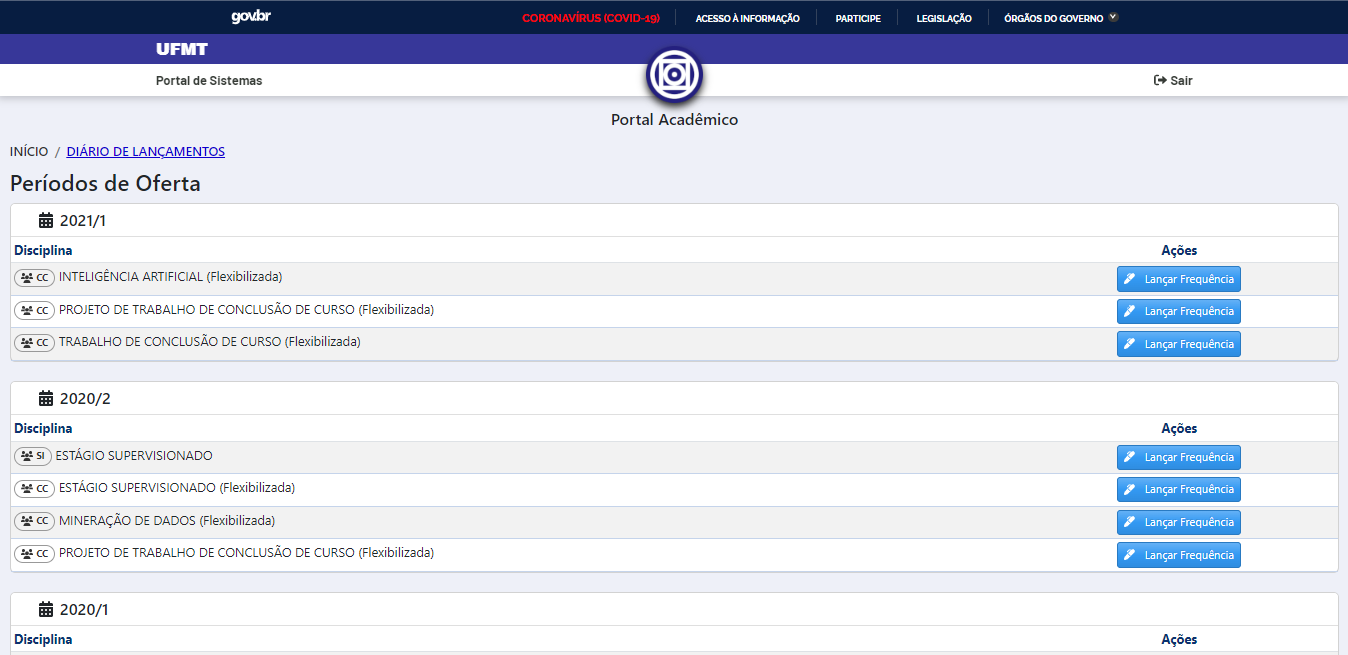 gov.br CORONAVÍRUS (COVID-19) ACESSO À INFORMAÇÃO PARTICIPE LEGISLAÇÃO ÓRGÃOS DO GOVERNO
UFMT
Portal de Sistemas Sair
Portal Acadêmico
INÍCIO / DIÁRIO DE LANÇAMENTOS
Períodos de Oferta
2021/1
Disciplina Ações
CC INTELIGÊNCIA ARTIFICIAL (Flexibilizada) Lançar Frequência
CC PROJETO DE TRABALHO DE CONCLUSÃO DE CURSO (Flexibilizada) Lançar Frequência
CC TRABALHO DE CONCLUSÃO DE CURSO (Flexibilizada) Lançar Frequência
2020/2
Disciplina Ações
SI ESTÁGIO SUPERVISIONADO Lançar Frequência
CC ESTÁGIO SUPERVISIONADO (Flexibilizada) Lançar Frequência
CC MINERAÇÃO DE DADOS (Flexibilizada) Lançar Frequência
CC PROJETO DE TRABALHO DE CONCLUSÃO DE CURSO (Flexibilizada) Lançar Frequência
2020/1
Disciplina Ações